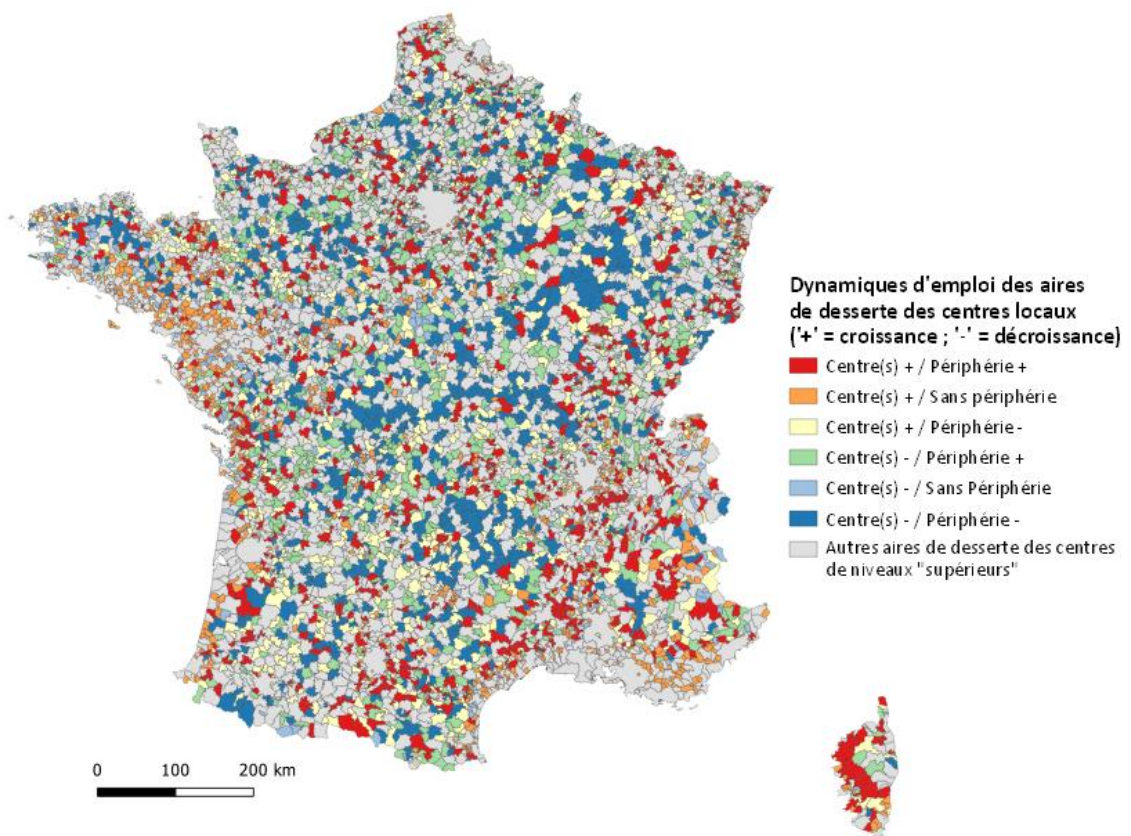 Dynamiques d'emploi des aires
de desserte des centres locaux
('+' = croissance ; '-' = décroissance)
Centre(s) + / Périphérie +
Centre(s) + / Sans périphérie
Centre(s) + / Périphérie -
Centre(s) - / Périphérie +
Centre(s) - / Sans Périphérie
Centre(s) - / Périphérie -
Autres aires de desserte des centres
de niveaux "supérieurs"
0 100 200 km